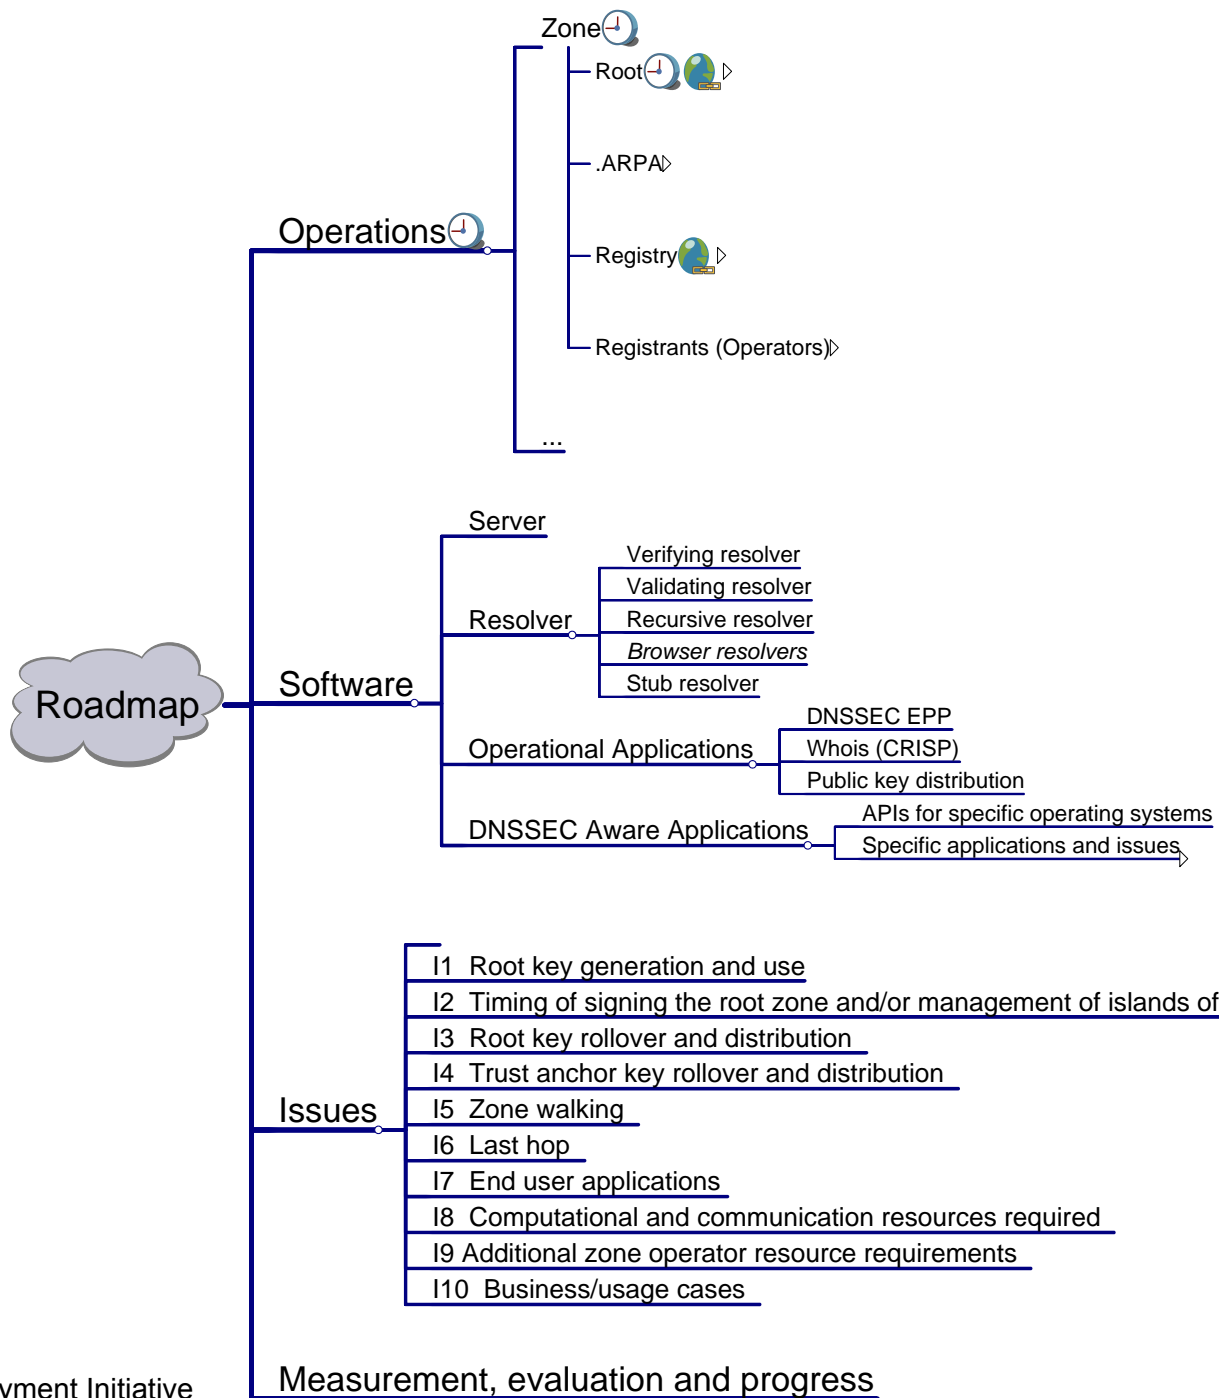 Zone
Root
.ARPA
Operations
Registry
Registrants (Operators)
...
Server
Verifying resolver
Validating resolver
Resolver
Recursive resolver
Browser resolvers
Stub resolver
Software
Roadmap
DNSSEC EPP
Operational Applications
Whois (CRISP)
Public key distribution
APIs for specific operating systems
DNSSEC Aware Applications
Specific applications and issues
I1 Root key generation and use
I2 Timing of signing the root zone and/or management of islands of
I3 Root key rollover and distribution
I4 Trust anchor key rollover and distribution
Issues
I5 Zone walking
I6 Last hop
I7 End user applications
I8 Computational and communication resources required
I9 Additional zone operator resource requirements
I10 Business/usage cases
Measurement, evaluation and progress
yment Initiative